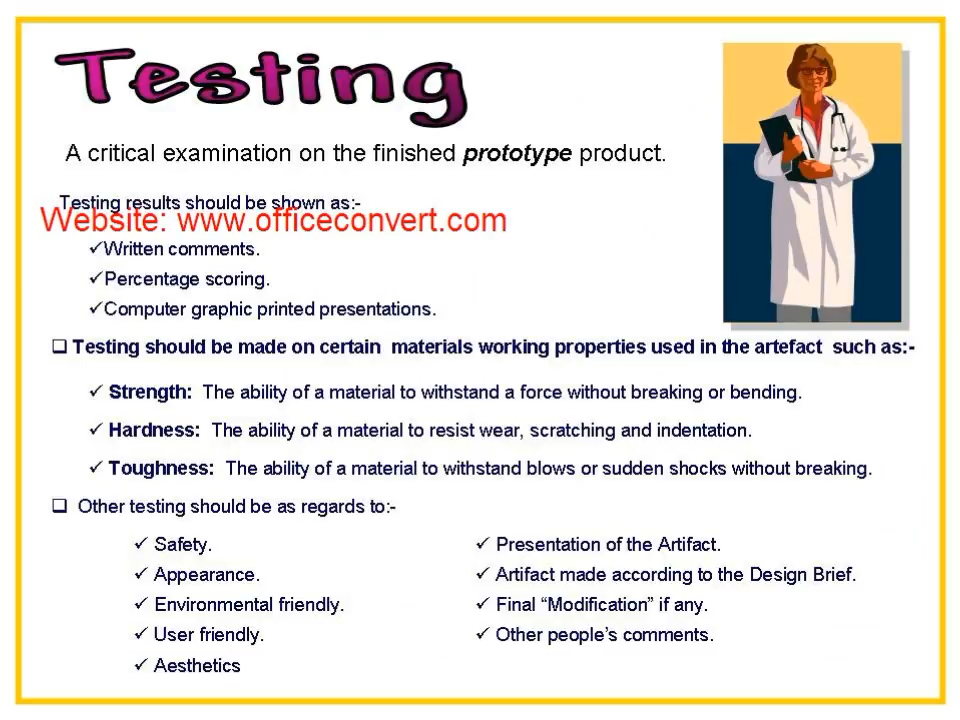 Testing
A critical examination on the finished prototype product.
Testing results should be shown as:-
Website: www.officeconvert.com
✓Written comments.
✓Percentage scoring.
✓Computer graphic printed presentations.
❑ Testing should be made on certain materials working properties used in the artefact such as:-
✓ Strength: The ability of a material to withstand a force without breaking or bending.
✓ Hardness: The ability of a material to resist wear, scratching and indentation.
✓ Toughness: The ability of a material to withstand blows or sudden shocks without breaking.
❑ Other testing should be as regards to:-
✓ Safety.
✓ Appearance.
✓ Environmental friendly.
✓ User friendly.
✓ Aesthetics
✓ Presentation of the Artifact.
✓ Artifact made according to the Design Brief.
✓ Final “Modification” if any.
✓ Other people’s comments.